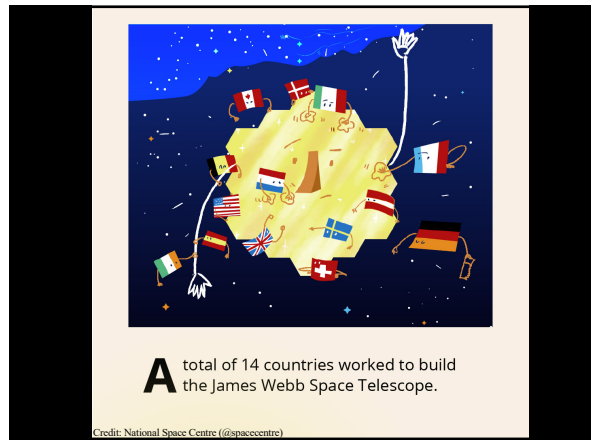 A total of 14 countries worked to build
the James Webb Space Telescope.
Credit: National Space Centre (@spacecentre)